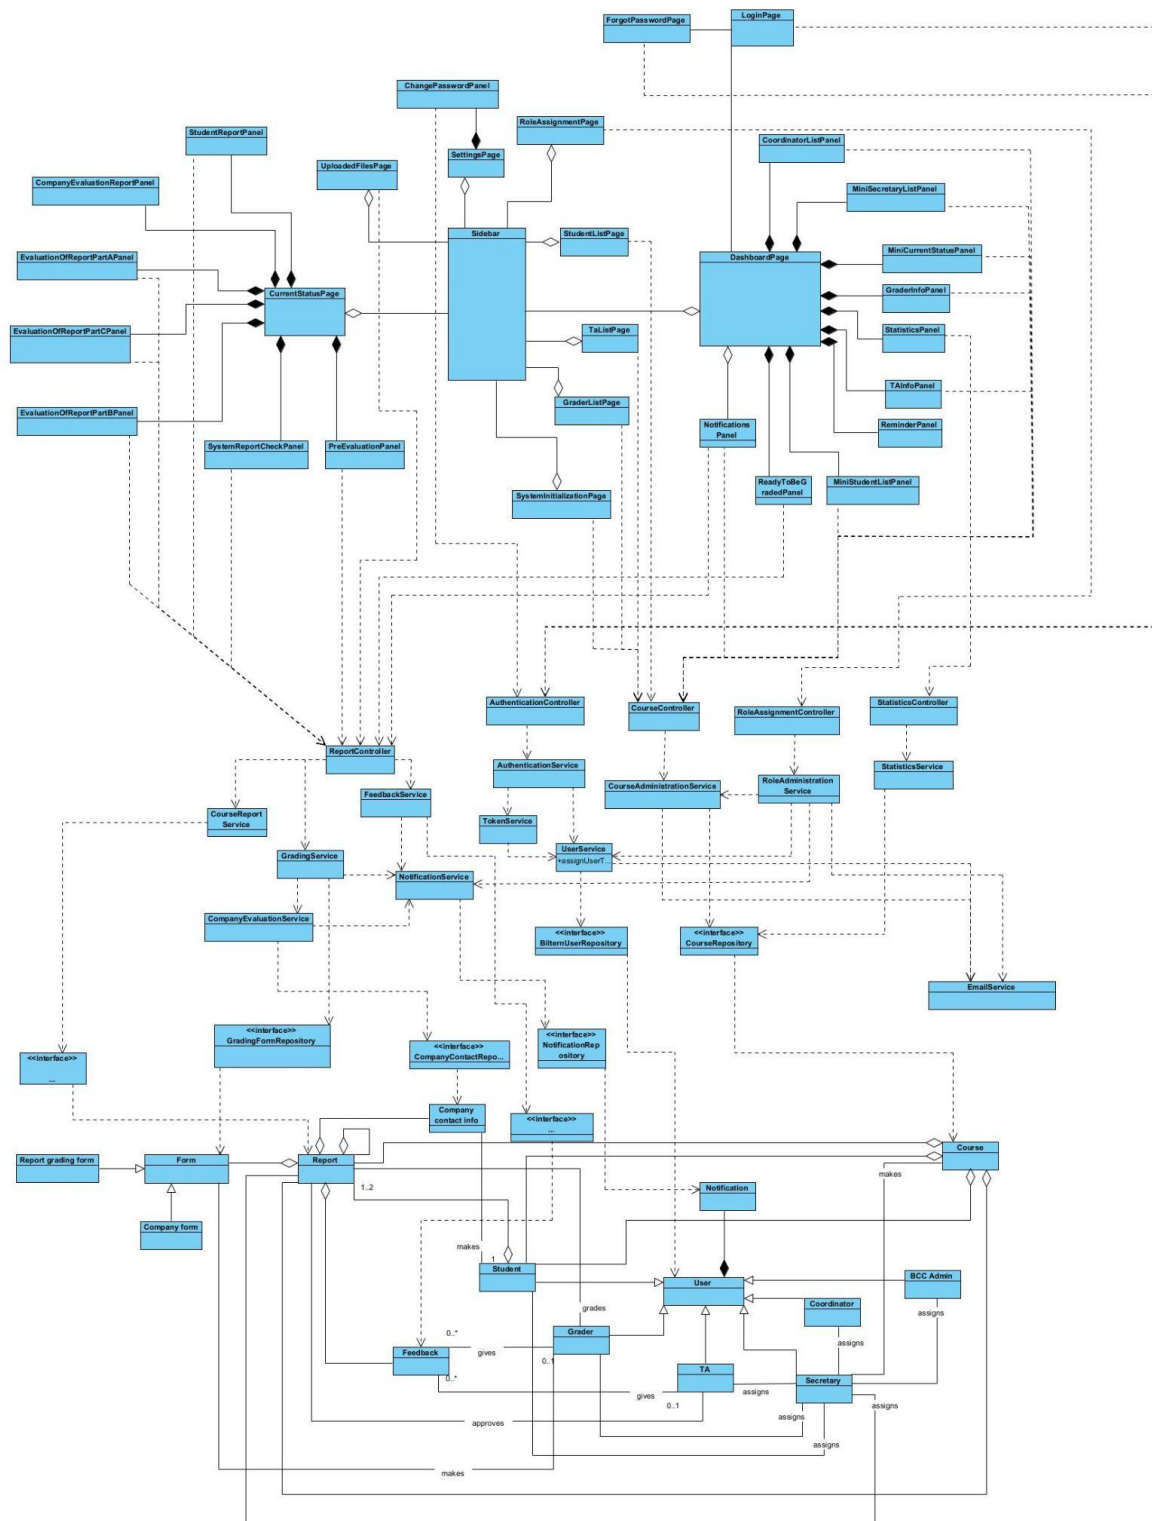 LoginPage
ForgotPasswordPage
ChangePasswordPanel
StudentReportPanel
RoleAssignmentPage
CoordinatorListPanel
UploadedFilesPage
SettingsPage
CompanyEvaluationReportPanel
MiniSecretaryListPanel
Sidebar
StudentListPage
EvaluationOfReportPartAPanel
DashboardPage
MiniCurrentStatusPanel
CurrentStatusPage
GraderInfoPanel
EvaluationOfReportPartCPanel
TaListPage
StatisticsPanel
TAInfoPanel
GraderListPage
EvaluationOfReportPartBPanel
Notifications
Panel
ReminderPanel
SystemReportCheckPanel
PreEvaluationPanel
ReadyToBeG
radedPanel
MiniStudentListPanel
SystemInitializationPage
AuthenticationController
CourseController
RoleAssignmentController
StatisticsController
ReportController
AuthenticationService
StatisticsService
FeedbackService
CourseAdministrationService
RoleAdministration
Service
CourseReport
Service
TokenService
GradingService
UserService
+assignUserT...
NotificationService
CompanyEvaluationService
<<interface>>
BilternUserRepository
<<interface>>
CourseRepository
EmailService
<<interface>>
GradingFormRepository
<<interface>>
NotificationRep
ository
<<interface>>
CompanyContactRepo...
<<interface>>
...
Company
contact info
<<interface>>
...
Report grading form
Form
Report
Course
makes
1..2
Notification
Company form
makes
1
Student
User
BCC Admin
Coordinator
grades
assigns
0..*
Grader
assigns
Feedback
gives
0..1
TA
0..*
gives
assigns
Secretary
0..1
approves
assigns
assigns
assigns
makes